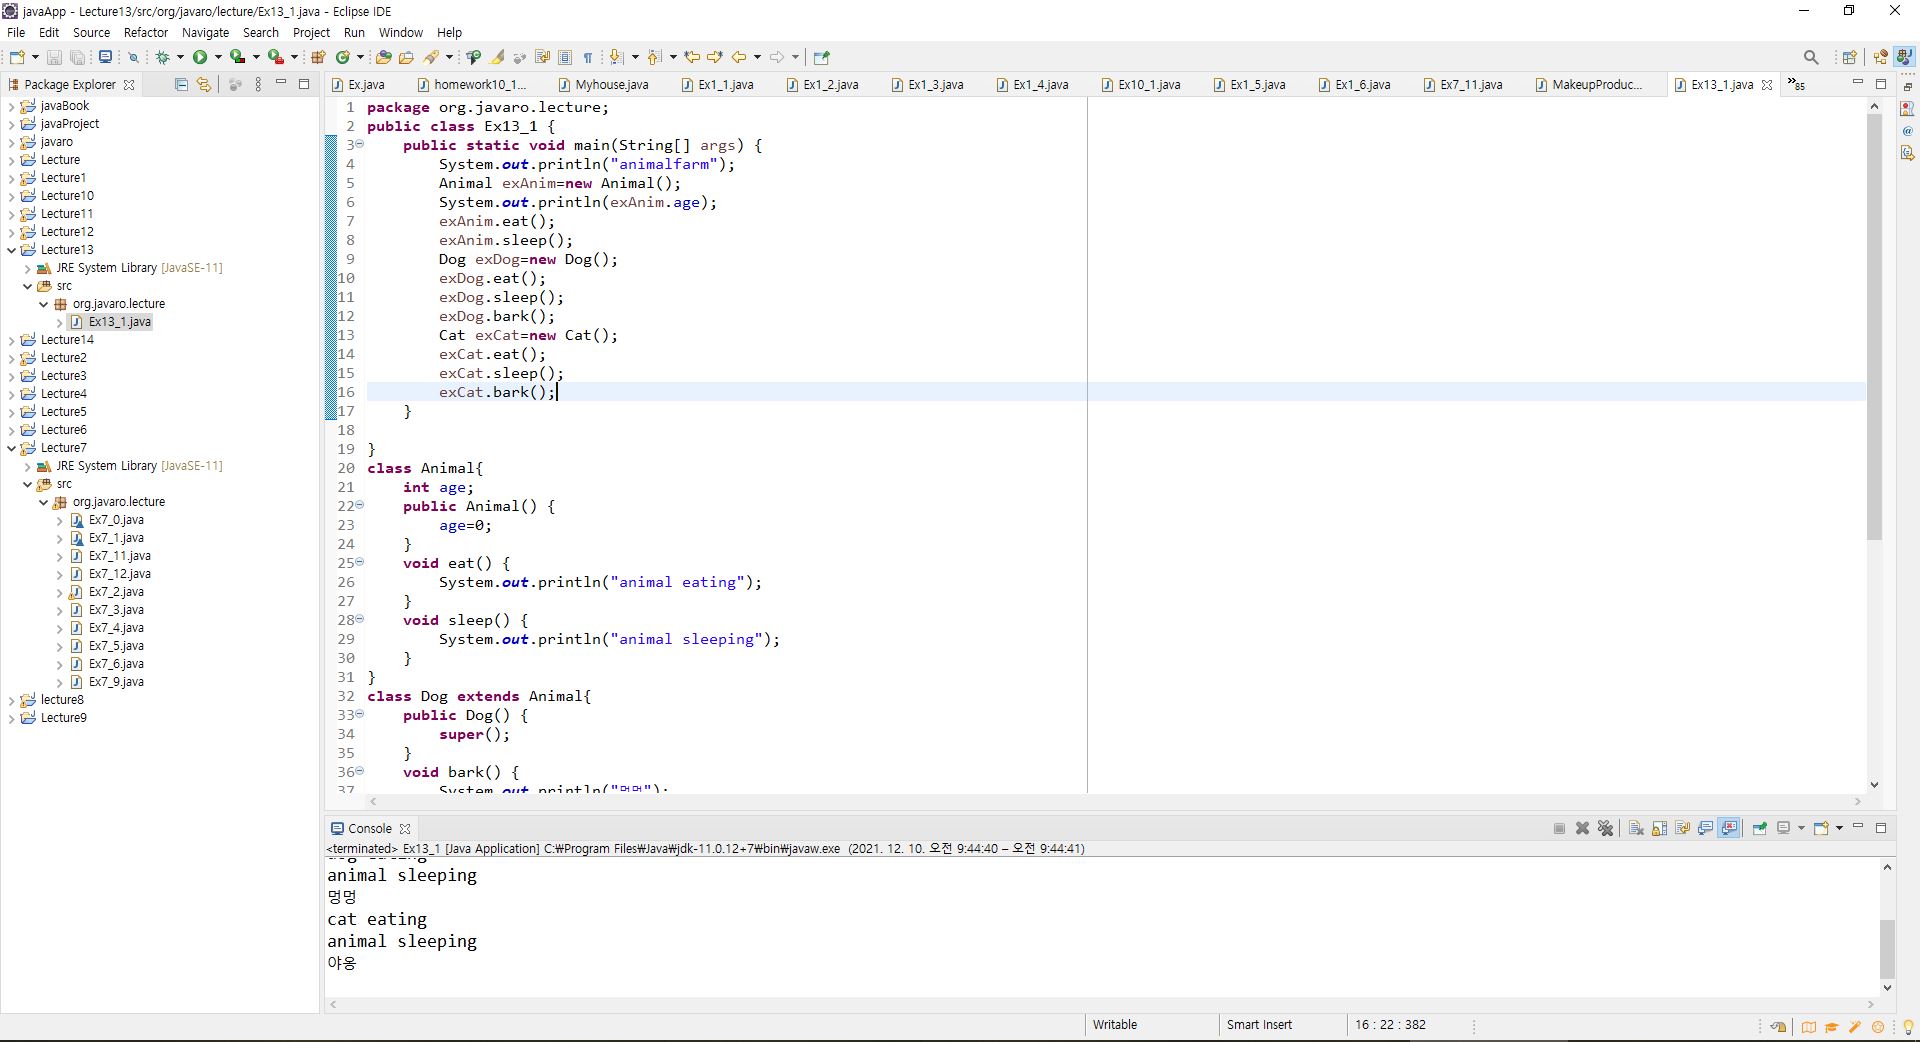 javaApp - Lecture13/src/org/javaro/lecture/Ex13_1.java - Eclipse IDE
File Edit Source Refactor Navigate Search Project Run Window Help
Package Explorer
javaBook
javaProject
javaro
Lecture
Lecture1
Lecture10
Lecture11
Lecture12
Lecture13
JRE System Library [JavaSE-11]
src
org.javaro.lecture
Ex13_1.java
Lecture14
Lecture2
Lecture3
Lecture4
Lecture5
Lecture6
Lecture7
JRE System Library [JavaSE-11]
src
org.javaro.lecture
Ex7_0.java
Ex7_1.java
Ex7_11.java
Ex7_12.java
Ex7_2.java
Ex7_3.java
Ex7_4.java
Ex7_5.java
Ex7_6.java
Ex7_9.java
lecture8
Lecture9
Ex.java homework10_1... Myhouse.java Ex1_1.java Ex1_2.java Ex1_3.java Ex1_4.java Ex10_1.java Ex1_5.java Ex1_6.java Ex7_11.java MakeupProduc... Ex13_1.java »85
1 package org.javaro.lecture;
2 public class Ex13_1 {
3 public static void main(String[] args) {
4 System.out.println("animalfarm");
5 Animal exAnim=new Animal();
6 System.out.println(exAnim.age);
7 exAnim.eat();
8 exAnim.sleep();
9 Dog exDog=new Dog();
10 exDog.eat();
11 exDog.sleep();
12 exDog.bark();
13 Cat exCat=new Cat();
14 exCat.eat();
15 exCat.sleep();
16 exCat.bark();
17 }
18
19 }
20 class Animal{
21 int age;
22 public Animal() {
23 age=0;
24 }
25 void eat() {
26 System.out.println("animal eating");
27 }
28 void sleep() {
29 System.out.println("animal sleeping");
30 }
31 }
32 class Dog extends Animal{
33 public Dog() {
34 super();
35 }
36 void bark() {
37 System.out.println("멍멍");
Console
<terminated> Ex13_1 [Java Application] C:₩Program Files₩Java₩jdk-11.0.12+7₩bin₩javaw.exe (2021. 12. 10. 오전 9:44:40 – 오전 9:44:41)
dog eating
animal sleeping
멍멍
cat eating
animal sleeping
야옹
Writable Smart Insert 16 : 22 : 382